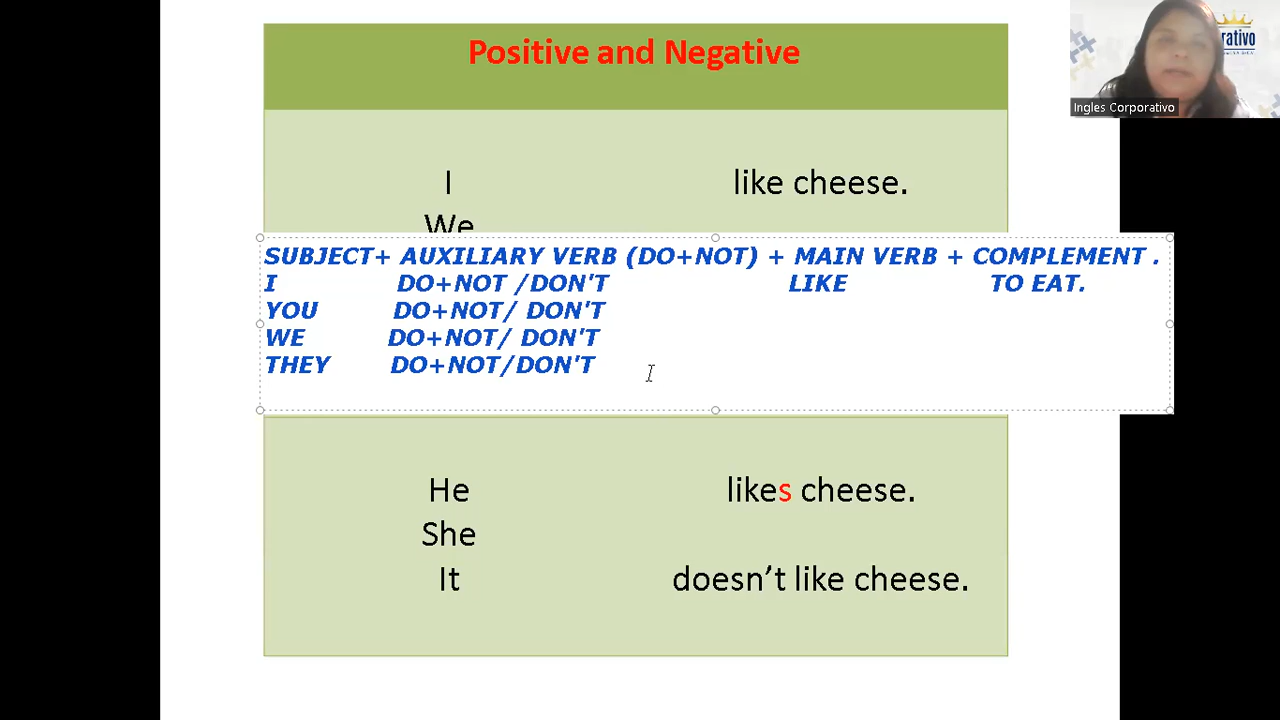 Positive and Negative
rativo
Ingles Corporativo
I like cheese.
We
SUBJECT+ AUXILIARY VERB (DO+NOT) + MAIN VERB + COMPLEMENT .
I DO+NOT /DON'T LIKE TO EAT.
YOU DO+NOT/ DON'T
WE DO+NOT/ DON'T
THEY DO+NOT/DON'T
He likes cheese.
She
It doesn’t like cheese.